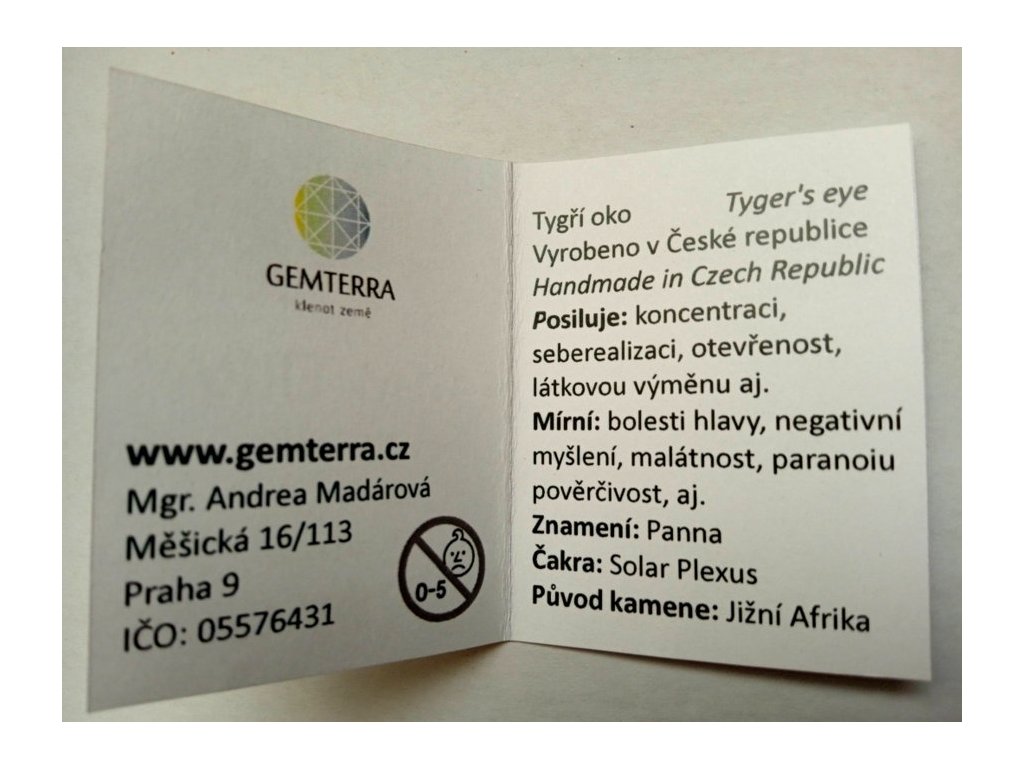 GEMTERRA
klenot země
www.gemterra.cz
Mgr. Andrea Madárová
Měšická 16/113
Praha 9
IČO: 05576431
0-5
Tygří oko Tyger's eye
Vyrobeno v České republice
Handmade in Czech Republic
Posiluje: koncentraci,
seberealizaci, otevřenost,
látkovou výměnu aj.
Mírní: bolesti hlavy, negativní
myšlení, malátnost, paranoiu
pověrčivost, aj.
Znamení: Panna
Čakra: Solar Plexus
Původ kamene: Jižní Afrika